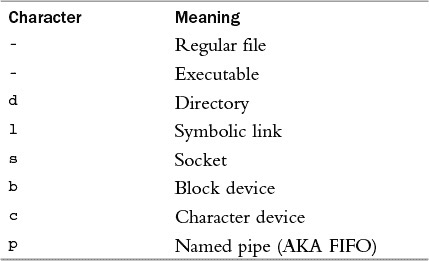 Character Meaning
- Regular file
- Executable
d Directory
l Symbolic link
s Socket
b Block device
c Character device
p Named pipe (AKA FIFO)